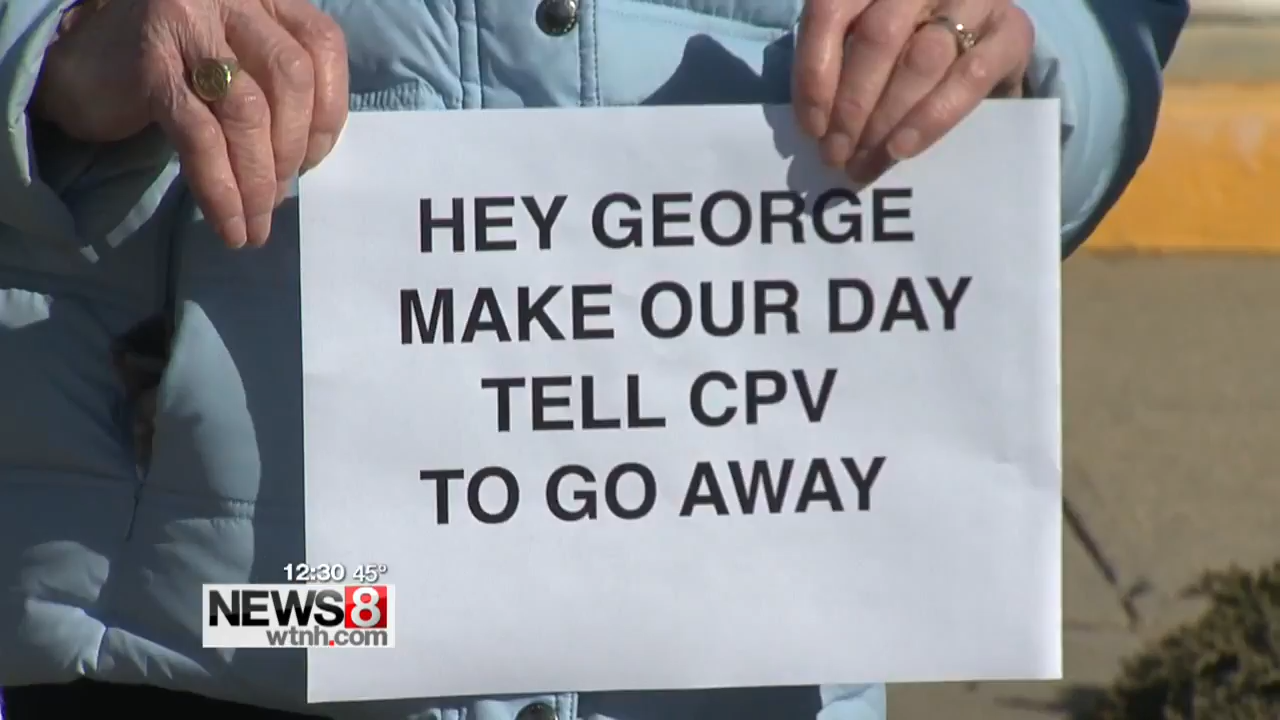 HEY GEORGE
MAKE OUR DAY
TELL CPV
TO GO AWAY
12:30 45°
NEWS8
wtnh.com